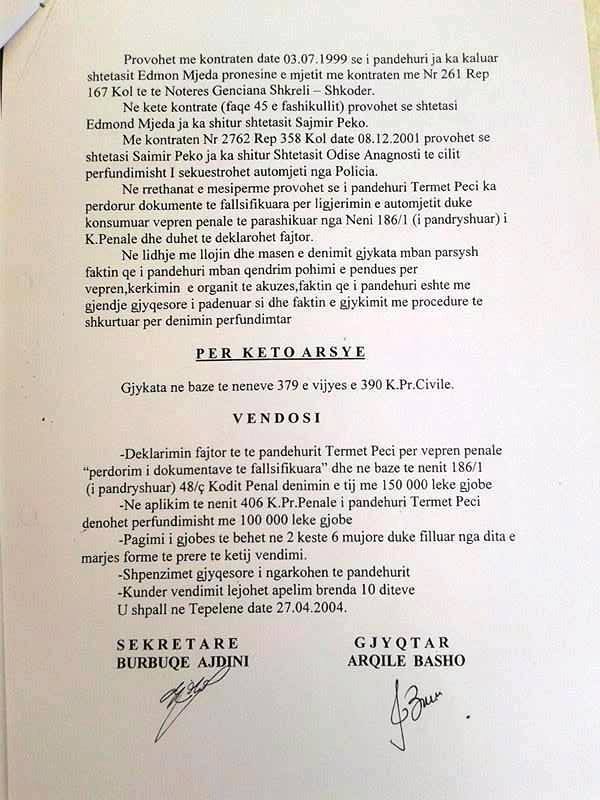 Provohet me kontraten date 03.07.1999 se i pandehuri ja ka kaluar
shtetasit Edmon Mjeda pronesine e mjetit me kontraten me Nr 261 Rep
167 Kol te te Noteres Genciana Shkreli – Shkoder.
Ne kete kontrate (faqe 45 e fashikullit) provohet se shtetasi
Edmond Mjeda ja ka shitur shtetasit Sajmir Peko.
Me kontraten Nr 2762 Rep 358 Kol date 08.12.2001 provohet se
shtetasi Saimir Peko ja ka shitur Shtetasit Odise Anagnosti te cilit
perfundimisht I sekuestrohet automjeti nga Policia.
Ne rrethanat e mesiperme provohet se i pandehuri Termet Peci ka
perdorur dokumente te fallsifikuara per ligjerimin e automjetit duke
konsumuar vepren penale te parashikuar nga Neni 186/1 (i pandryshuar) i
K.Penale dhe duhet te deklarohet fajtor.
Ne lidhje me llojin dhe masen e denimit gjykata mban parsysh
faktin qe i pandehuri mban qendrim pohimi e pendues per
vepren,kerkimin e organit te akuzes,faktin qe i pandehuri eshte me
gjendje gjyqesore i padenuar si dhe faktin e gjykimit me procedure te
shkurtuar per denimin perfundimtar
PER KETO ARSYE
Gjykata ne baze te neneve 379 e vijyes e 390 K.Pr.Civile.
VENDOSI
-Deklarimin fajtor te te pandehurit Termet Peci per vepren penale
“perdorim i dokumentave te fallsifikuara” dhe ne baze te nenit 186/1
(i pandryshuar) 48/ç Kodit Penal denimin e tij me 150 000 leke gjobe
-Ne aplikim te nenit 406 K.Pr.Penale i pandehuri Termet Peci
denohet perfundimisht me 100 000 leke gjobe
-Pagimi i gjobes te behet ne 2 keste 6 mujore duke filluar nga dita e
marjes forme te prere te ketij vendimi.
-Shpenzimet gjyqesore i ngarkohen te pandehurit
-Kunder vendimit lejohet apelim brenda 10 diteve
U shpall ne Tepelene date 27.04.2004.
SEKRETARE GJYQTAR
BURBUQE AJDINI ARQILE BASHO